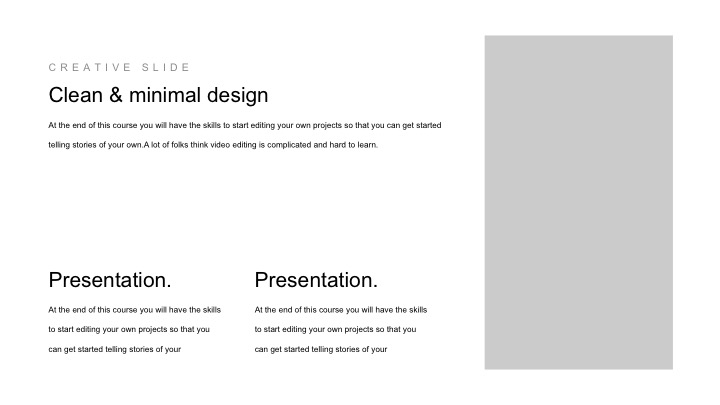 CREATIVE SLIDE
Clean & minimal design
At the end of this course you will have the skills to start editing your own projects so that you can get started
telling stories of your own.A lot of folks think video editing is complicated and hard to learn.
Presentation.
At the end of this course you will have the skills
to start editing your own projects so that you
can get started telling stories of your
Presentation.
At the end of this course you will have the skills
to start editing your own projects so that you
can get started telling stories of your